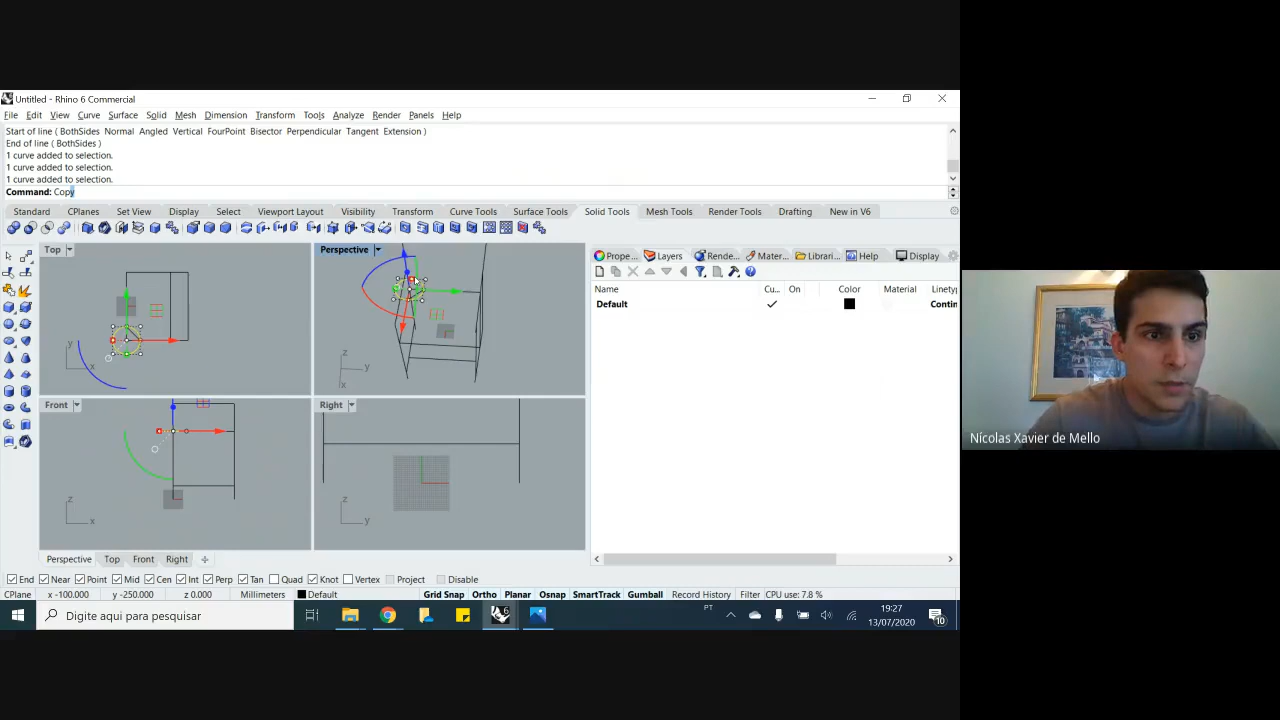 Untitled - Rhino 6 Commercial
File Edit View Curve Surface Solid Mesh Dimension Transform Tools Analyze Render Panels Help
Start of line ( BothSides Normal Angled Vertical FourPoint Bisector Perpendicular Tangent Extension )
End of line ( BothSides )
1 curve added to selection.
1 curve added to selection.
1 curve added to selection.
Command: Copy
Standard CPlanes Set View Display Select Viewport Layout Visibility Transform Curve Tools Surface Tools Solid Tools Mesh Tools Render Tools Drafting New in V6
Top
Perspective
Prope... Layers Rende... Mater... Librari... Help Display
Name Cu... On Color Material Linetyp
Default Contin
y
x
z
y
x
Front
Right
z
x
z
y
Nícolas Xavier de Mello
Perspective Top Front Right
End Near Point Mid Cen Int Perp Tan Quad Knot Vertex Project Disable
CPlane x -100.000 y -250.000 z 0.000 Millimeters Default Grid Snap Ortho Planar Osnap SmartTrack Gumball Record History Filter CPU use: 7.8 %
Digite aqui para pesquisar
PT
19:27
13/07/2020
10